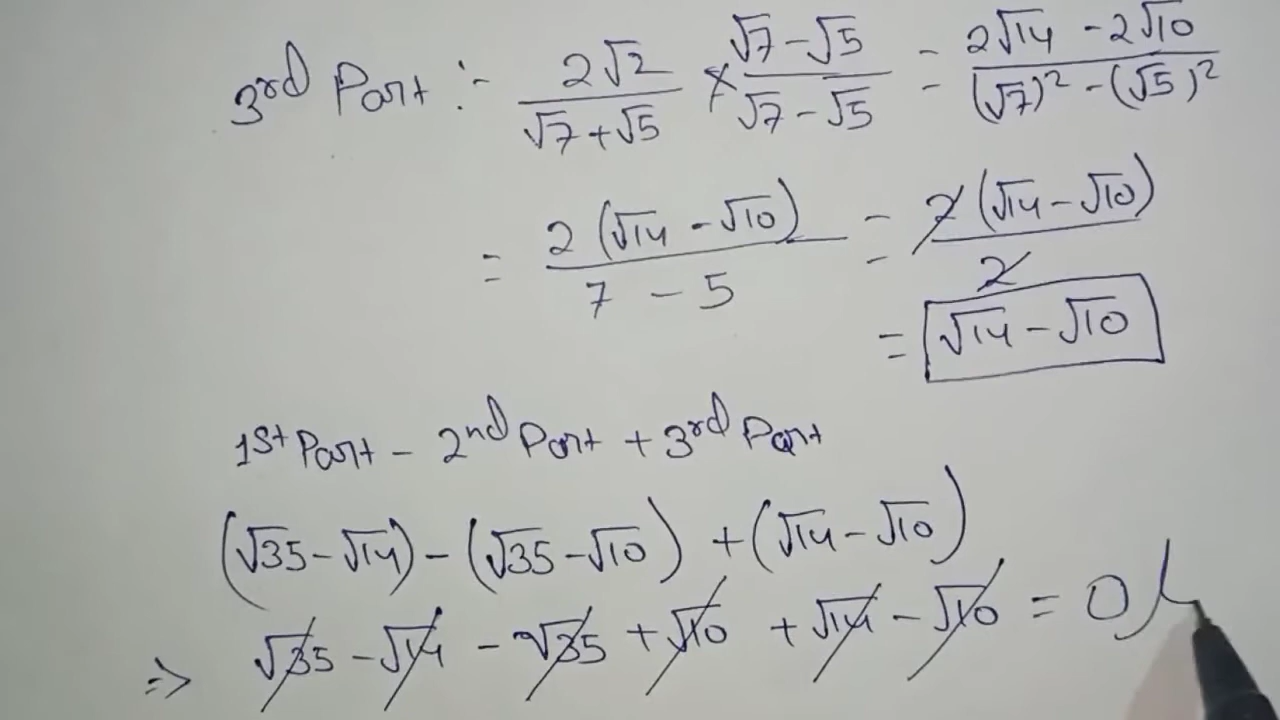 3rd Part :- 2√2 / (√7 + √5) × (√7 - √5) / (√7 - √5) = (2√14 - 2√10) / ((√7)² - (√5)²)
= 2(√14 - √10) / (7 - 5) = 2(√14 - √10) / 2
= √14 - √10
1st Part - 2nd Part + 3rd Part
(√35 - √14) - (√35 - √10) + (√14 - √10)
=> √35 - √14 - √35 + √10 + √14 - √10 = 0